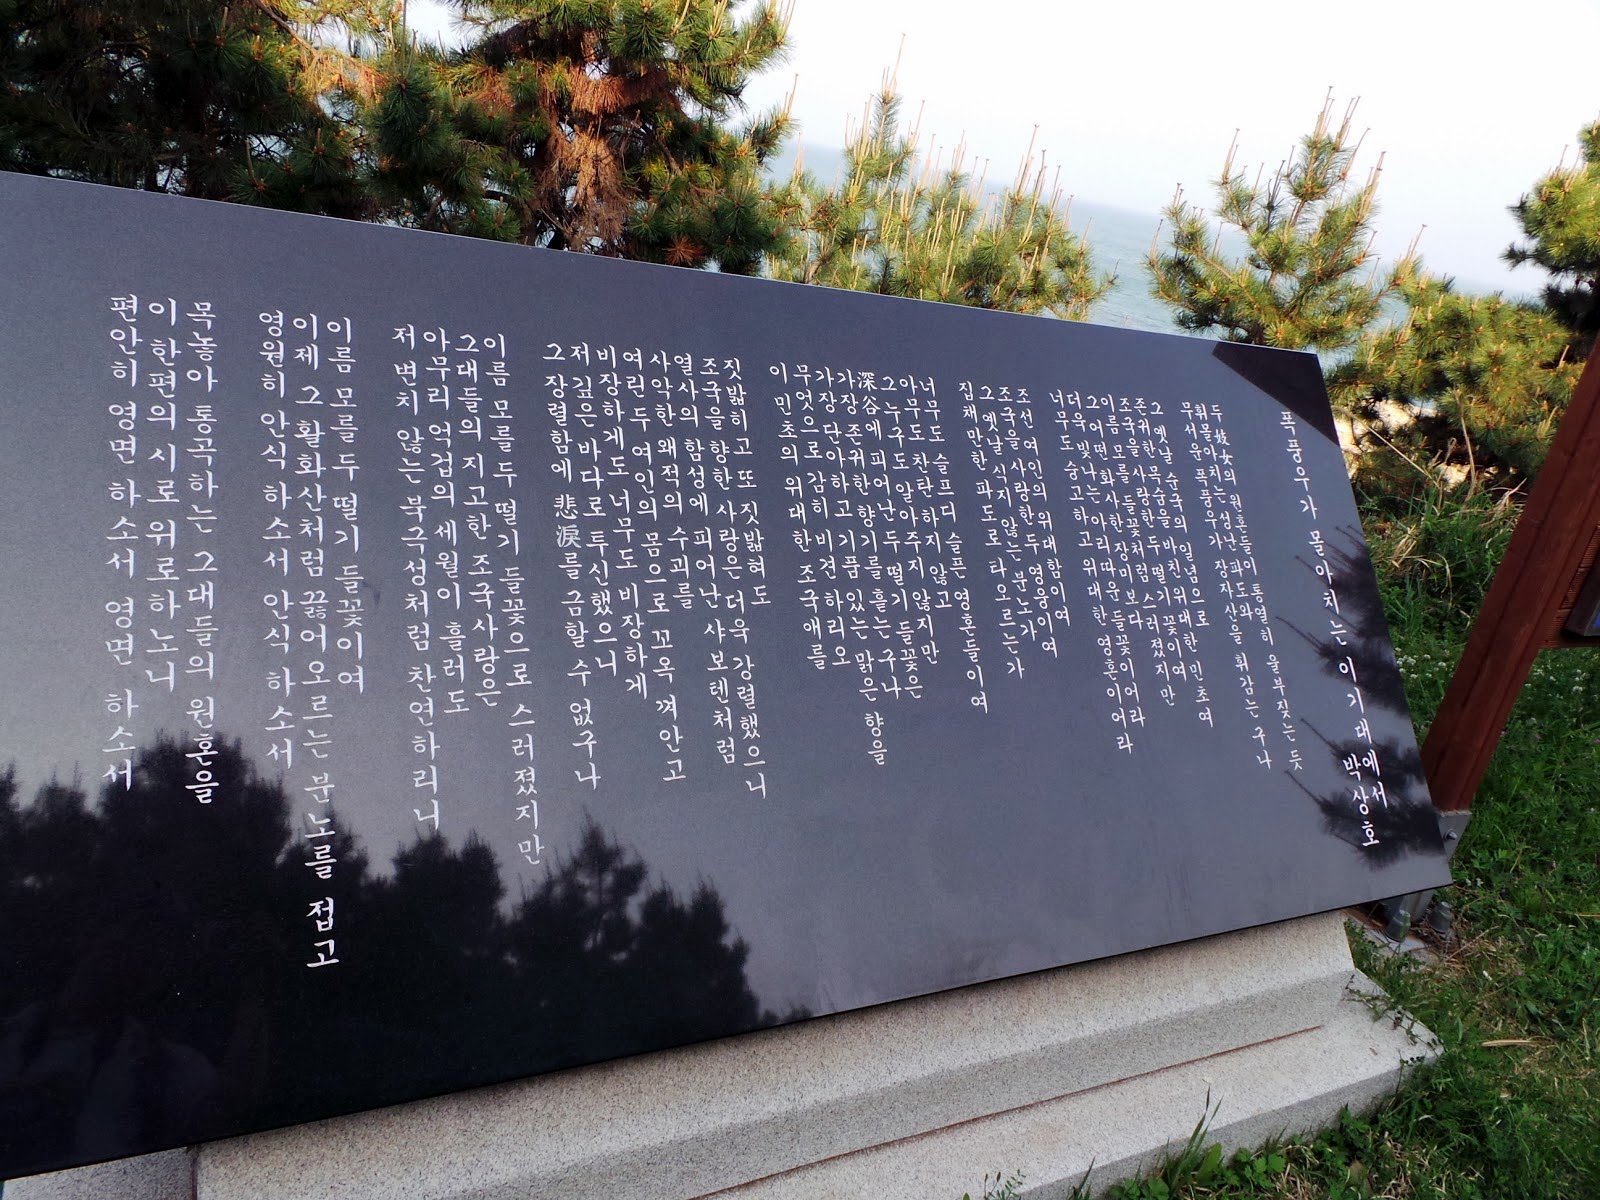 폭풍우가 몰아치는 이기대에서
박상호
두 妓女의 원혼들이 통열히 울부짖는 듯
휘몰아치는 성난 파도와
무서운 폭풍우가 장자산을 휘감는구나
그 옛날 순국의 일념으로
존귀한 목숨을 바친 위대한 민초여
조국을 사랑한 두 떨기 꽃이여
이름 모를 들꽃처럼 스러졌지만
그 어떤 화사한 장미보다
더욱 빛나는 아리따운 들꽃이어라
너무도 숭고하고 위대한 영혼이어라
조선 여인의 위대함이여
조국을 사랑한 두 영웅이여
그 옛날 식지 않는 분노가
집채만한 파도로 타오르는가
너무도 슬프디 슬픈 영혼들이여
아무도 찬탄하지 않고
그 누구도 알아주지 않지만
深谷에 피어난 두 떨기 들꽃은
가장 존귀한 향기를 흩는구나
가장 단아하고 기품있는 맑은 향을
무엇으로 감히 비견하리오
이 민초의 위대한 조국애를
짓밟히고 또 짓밟혀도
조국을 향한 사랑은 더욱 강렬했으니
열사의 함성에 피어난 샤보텐처럼
사악한 왜적의 수괴를
여린 두 여인의 몸으로 꼬옥 껴안고
비장하게도 너무도 비장하게
저 깊은 바다로 투신했으니
그 장렬함에 悲淚를 금할 수 없구나
이름 모를 두 떨기 들꽃으로 스러졌지만
그대들의 지고한 조국사랑은
아무리 억겁의 세월이 흘러도
저 변치 않는 북극성처럼 찬연하리니
이름 모를 두 떨기 들꽃이여
이제 그 활화산처럼 끓어오르는 분노를 접고
영원히 안식 하소서 안식 하소서
목놓아 통곡하는 그대들의 원혼을
이 한편의 시로 위로하노니
편안히 영면 하소서 영면 하소서